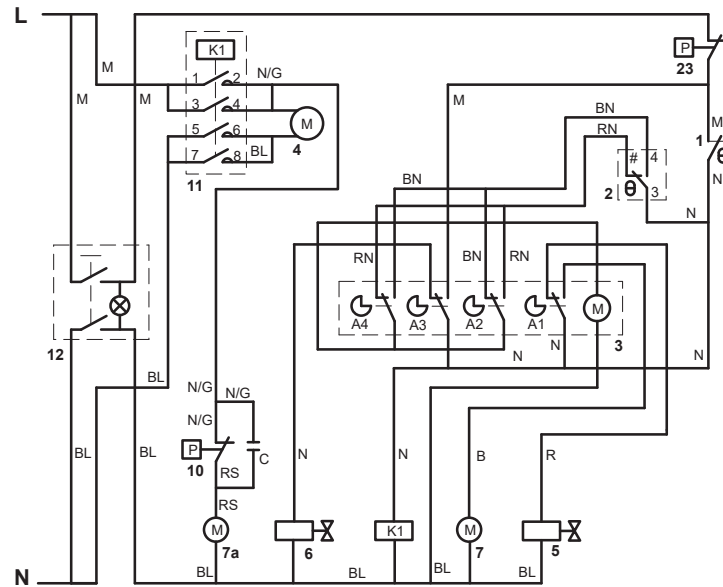 L
K1
P
23
M
1
2
N/G
M
M
M
3
4
M
4
M
BN
RN
M
1
θ
5
6
7
8
BL
11
#
4
2
θ
3
N
BN
N
RN
BN
RN
A4
A3
A2
A1
M
3
12
N
N
N
BL
N/G
N/G
N/G
P
10
C
RS
RS
BL
BL
N
N
B
R
M
7a
6
K1
M
7
5
N
BL
BL
BL
BL